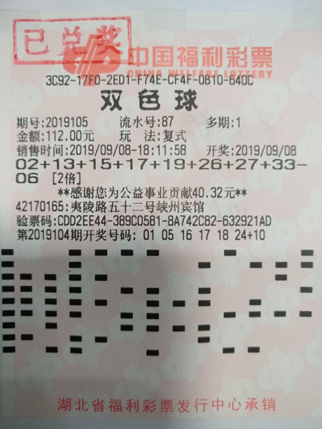 已兑奖
中国福利彩票
3C92-17F0-2ED1-F74E-CF4F-0810-640C
双色球
期号:2019105 流水号:87 多期:1
金额:112.00元 玩 法:复式
销售时间:2019/09/08-18:11:58 开奖:2019/09/08
02+13+15+17+19+26+27+33-
06 [2倍]
**感谢您为公益事业贡献40.32元**
42170165:夷陵路五十二号峡州宾馆
验票码:CDD2EE44-389C0581-8A742C82-632921AD
第2019104期开奖号码: 01 05 16 17 18 24+10
湖北省福利彩票发行中心承销